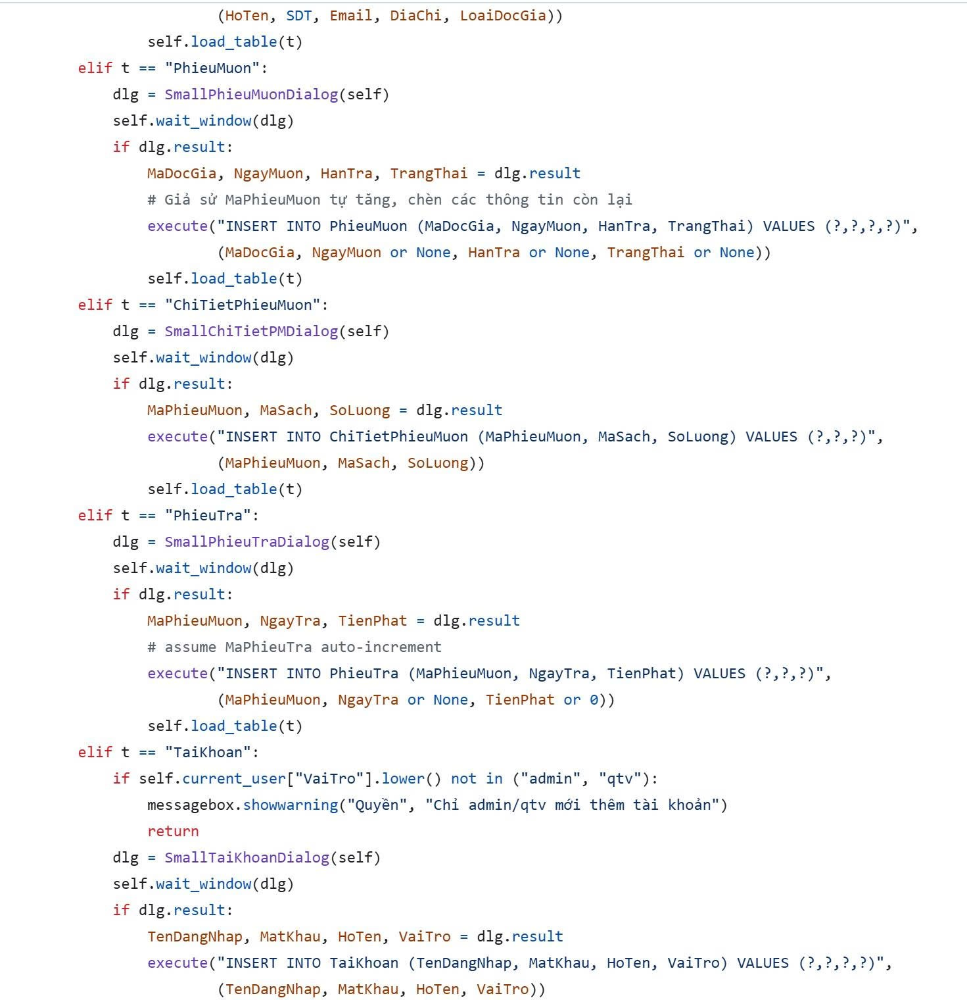 (HoTen, SDT, Email, DiaChi, LoaiDocGia))
        self.load_table(t)
elif t == "PhieuMuon":
    dlg = SmallPhieuMuonDialog(self)
    self.wait_window(dlg)
    if dlg.result:
        MaDocGia, NgayMuon, HanTra, TrangThai = dlg.result
        # Giả sử MaPhieuMuon tự tăng, chèn các thông tin còn lại
        execute("INSERT INTO PhieuMuon (MaDocGia, NgayMuon, HanTra, TrangThai) VALUES (?,?,?,?)",
                (MaDocGia, NgayMuon or None, HanTra or None, TrangThai or None))
        self.load_table(t)
elif t == "ChiTietPhieuMuon":
    dlg = SmallChiTietPMDialog(self)
    self.wait_window(dlg)
    if dlg.result:
        MaPhieuMuon, MaSach, SoLuong = dlg.result
        execute("INSERT INTO ChiTietPhieuMuon (MaPhieuMuon, MaSach, SoLuong) VALUES (?,?,?)",
                (MaPhieuMuon, MaSach, SoLuong))
        self.load_table(t)
elif t == "PhieuTra":
    dlg = SmallPhieuTraDialog(self)
    self.wait_window(dlg)
    if dlg.result:
        MaPhieuMuon, NgayTra, TienPhat = dlg.result
        # assume MaPhieuTra auto-increment
        execute("INSERT INTO PhieuTra (MaPhieuMuon, NgayTra, TienPhat) VALUES (?,?,?)",
                (MaPhieuMuon, NgayTra or None, TienPhat or 0))
        self.load_table(t)
elif t == "TaiKhoan":
    if self.current_user["VaiTro"].lower() not in ("admin", "qtv"):
        messagebox.showwarning("Quyền", "Chỉ admin/qtv mới thêm tài khoản")
        return
    dlg = SmallTaiKhoanDialog(self)
    self.wait_window(dlg)
    if dlg.result:
        TenDangNhap, MatKhau, HoTen, VaiTro = dlg.result
        execute("INSERT INTO TaiKhoan (TenDangNhap, MatKhau, HoTen, VaiTro) VALUES (?,?,?,?)",
                (TenDangNhap, MatKhau, HoTen, VaiTro))